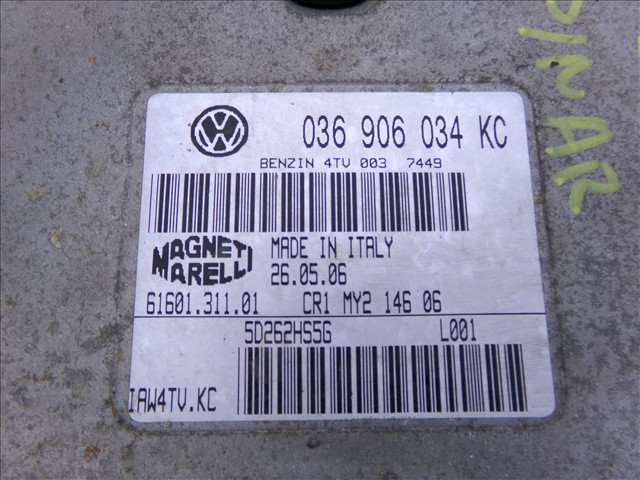 036 906 034 KC
BENZIN 4TV 003 7449
MAGNETI
MARELLI
MADE IN ITALY
26.05.06
61601.311.01 CR1 MY2 146 06
5D262HS5G L001
IAW4TV.KC